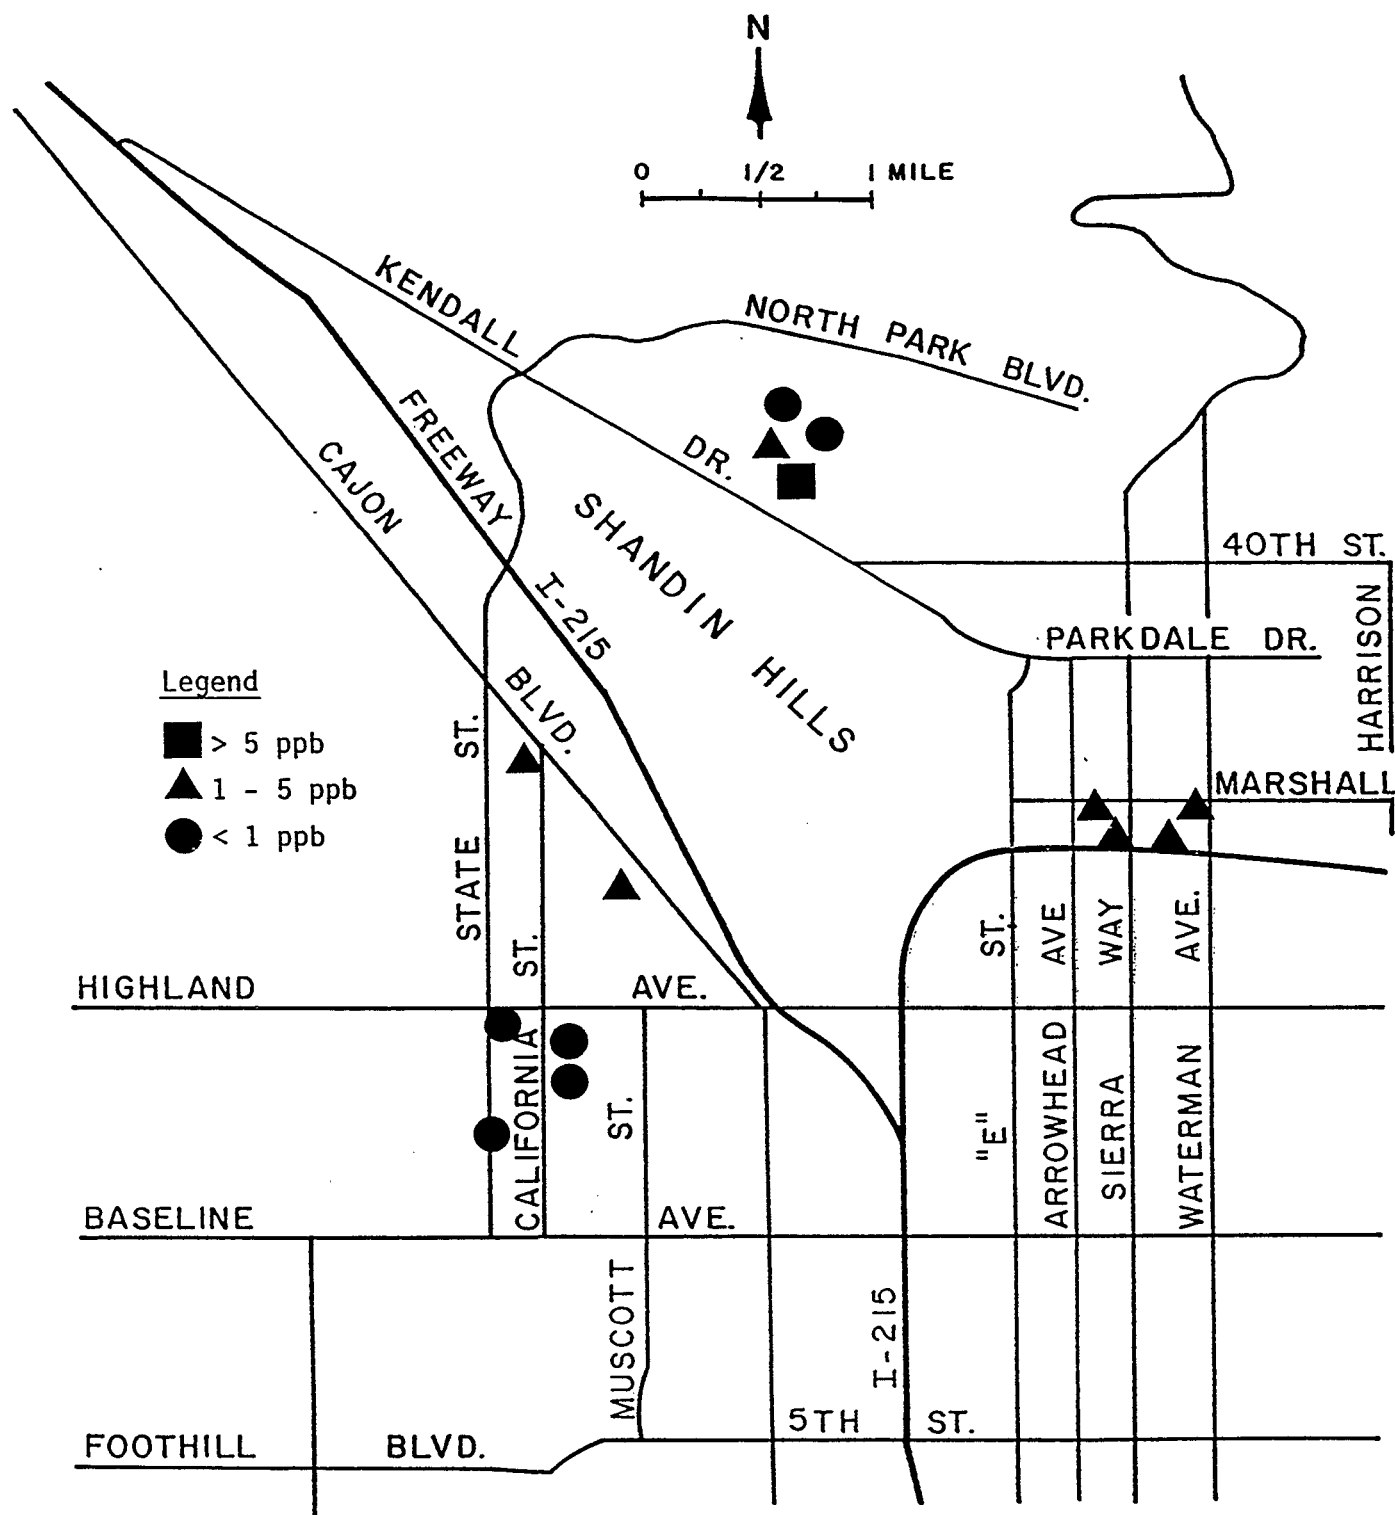 N
0 1/2 1 MILE
KENDALL DR.
NORTH PARK BLVD.
FREEWAY I-215
CAJON BLVD.
SHANDIN HILLS
40TH ST.
HARRISON
PARKDALE DR.
Legend
> 5 ppb
1 - 5 ppb
< 1 ppb
MARSHALL
STATE ST.
CALIFORNIA ST.
"E" ST.
ARROWHEAD AVE
SIERRA WAY
WATERMAN AVE.
HIGHLAND AVE.
MUSCOTT ST.
BASELINE AVE.
I-215
5TH ST.
FOOTHILL BLVD.